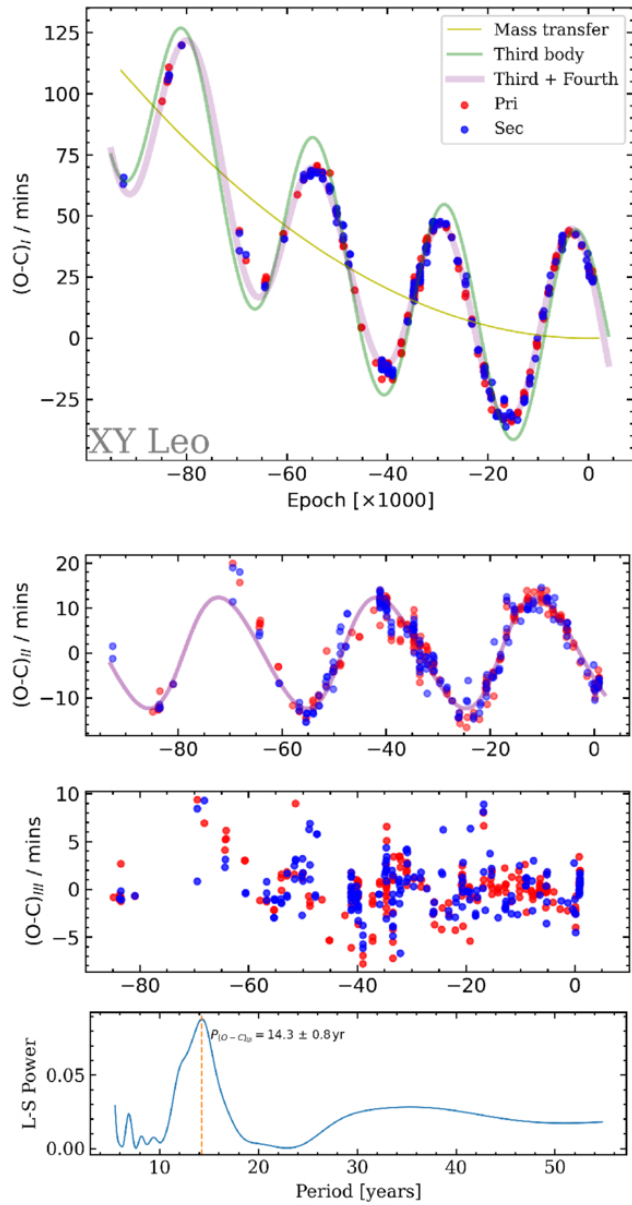 125
100
75
50
25
0
−25
(O-C)I / mins
Mass transfer
Third body
Third + Fourth
Pri
Sec
XY Leo
−80 −60 −40 −20 0
Epoch [×1000]
20
10
0
−10
(O-C)II / mins
−80 −60 −40 −20 0
10
5
0
−5
(O-C)III / mins
−80 −60 −40 −20 0
0.05
0.00
L-S Power
P(O−C)III = 14.3 ± 0.8 yr
10 20 30 40 50
Period [years]